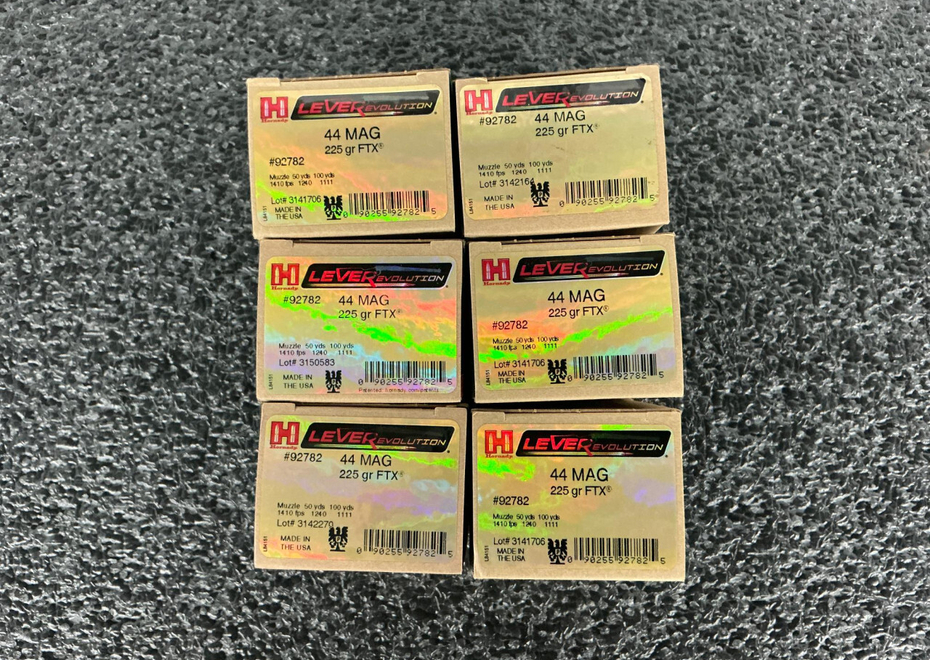 H LEVEREVOLUTION
Hornady
44 MAG
225 gr FTX®
#92782
Muzzle 50 yds 100 yds
1410 fps 1240 1111
Lot# 3141706
MADE IN
THE USA
0 90255 92782 5
H LEVEREVOLUTION
Hornady
#92782 44 MAG
225 gr FTX®
Muzzle 50 yds 100 yds
1410 fps 1240 1111
Lot# 3142164
MADE IN
THE USA
0 90255 92782 5
H LEVEREVOLUTION
Hornady
#92782 44 MAG
225 gr FTX®
Muzzle 50 yds 100 yds
1410 fps 1240 1111
Lot# 3150583
MADE IN
THE USA
0 90255 92782 5
H LEVEREVOLUTION
Hornady
44 MAG
225 gr FTX®
#92782
Muzzle 50 yds 100 yds
1410 fps 1240 1111
Lot# 3141706
MADE IN
THE USA
0 90255 92782 5
H LEVEREVOLUTION
Hornady
#92782 44 MAG
225 gr FTX®
Muzzle 50 yds 100 yds
1410 fps 1240 1111
Lot# 3142270
MADE IN
THE USA
0 90255 92782 5
H LEVEREVOLUTION
Hornady
44 MAG
225 gr FTX®
#92782
Muzzle 50 yds 100 yds
1410 fps 1240 1111
Lot# 3141706
MADE IN
THE USA
0 90255 92782 5